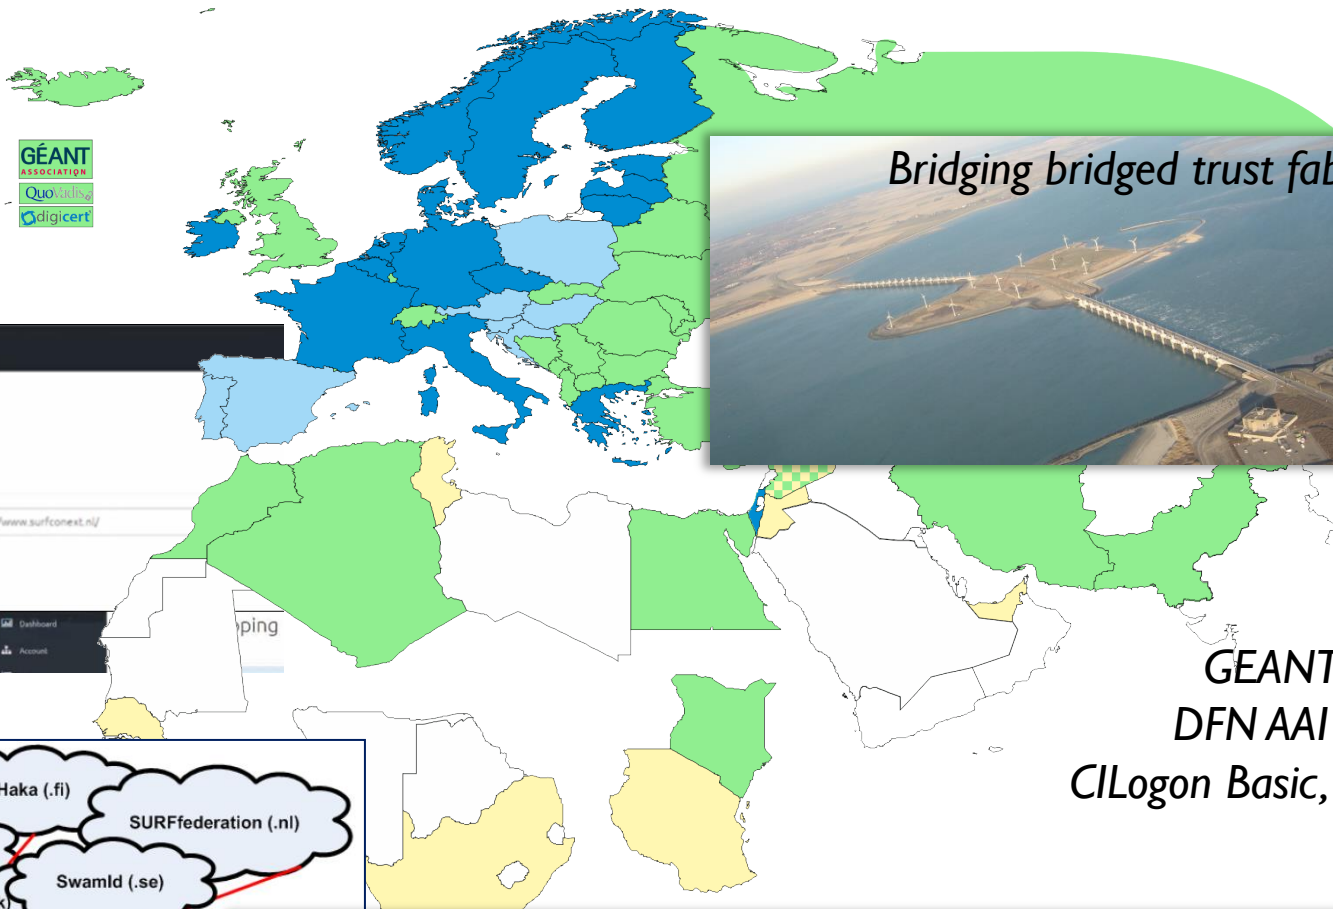 GÉANT
ASSOCIATION
QuoVadis
digicert
Bridging bridged trust fab
/www.surfconext.nl/
Dashboard
pping
Account
GEANT
DFN AAI
CILogon Basic,
Haka (.fi)
SURFfederation (.nl)
SwamId (.se)
k)